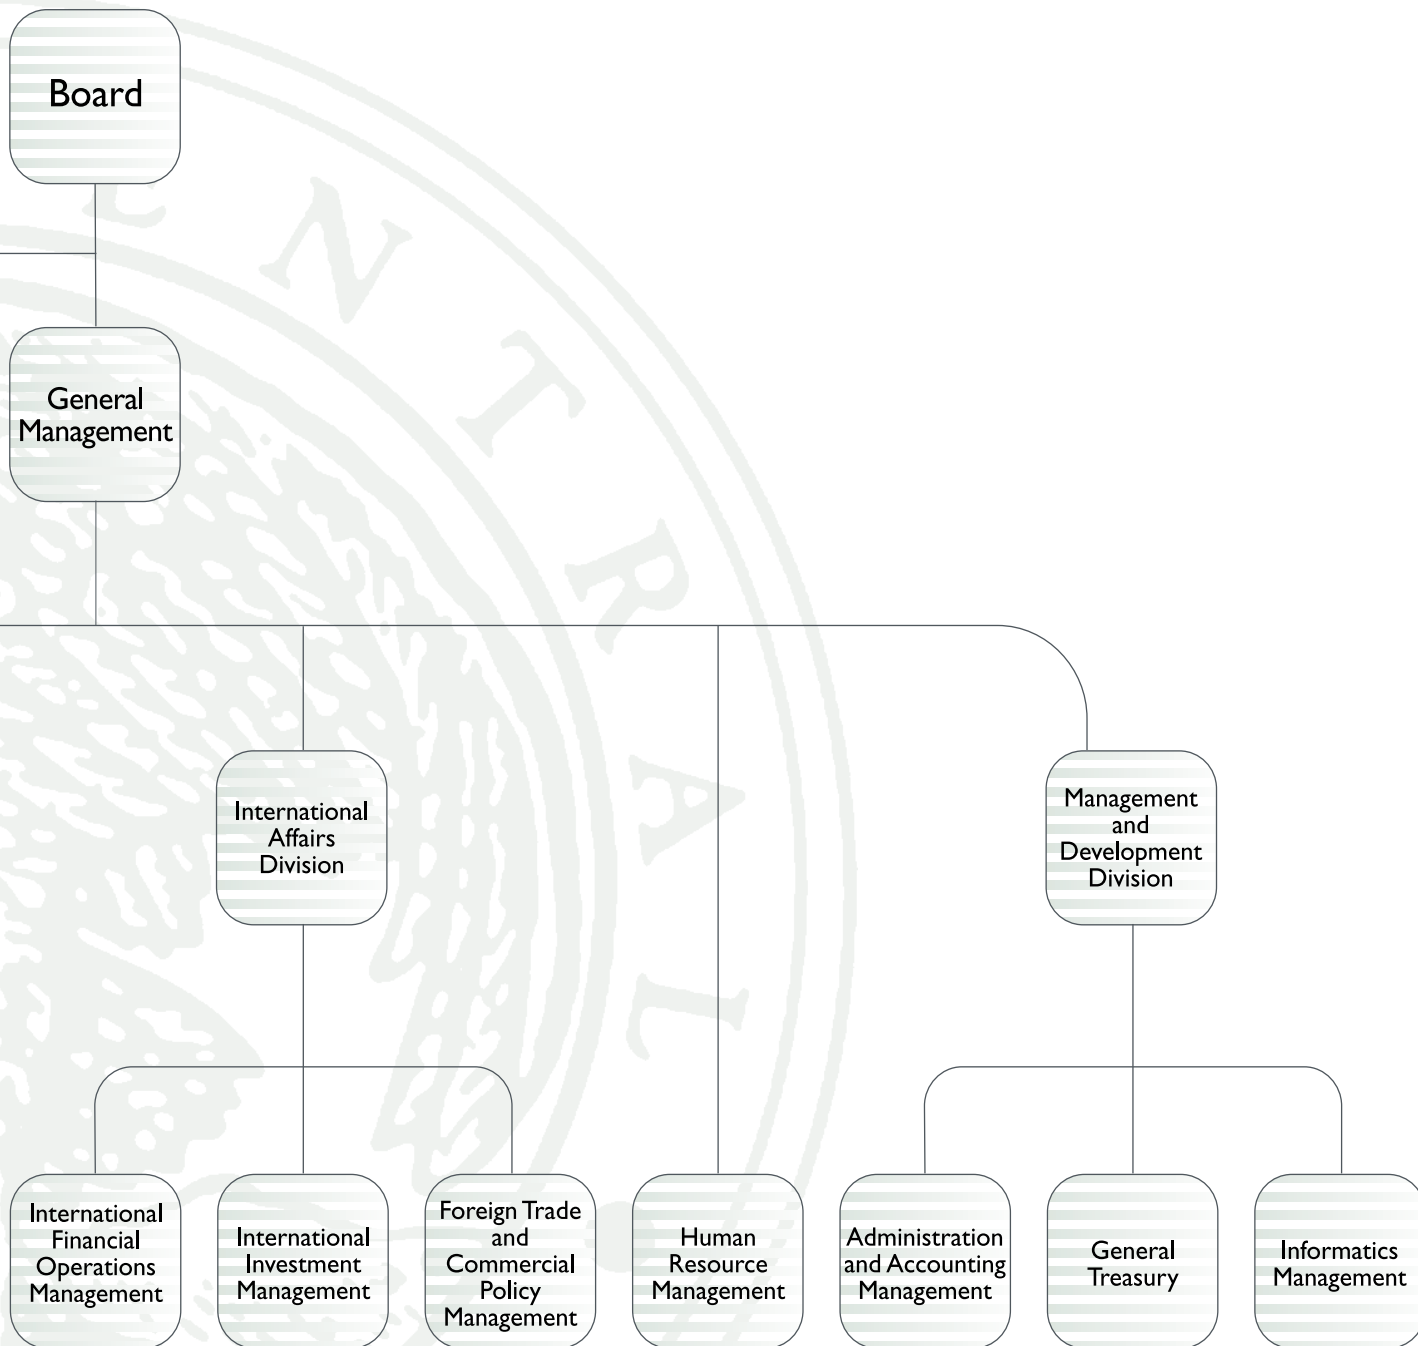 Board
General
Management
International
Affairs
Division
Management
and
Development
Division
International
Financial
Operations
Management
International
Investment
Management
Foreign Trade
and
Commercial
Policy
Management
Human
Resource
Management
Administration
and Accounting
Management
General
Treasury
Informatics
Management
E N T R A L